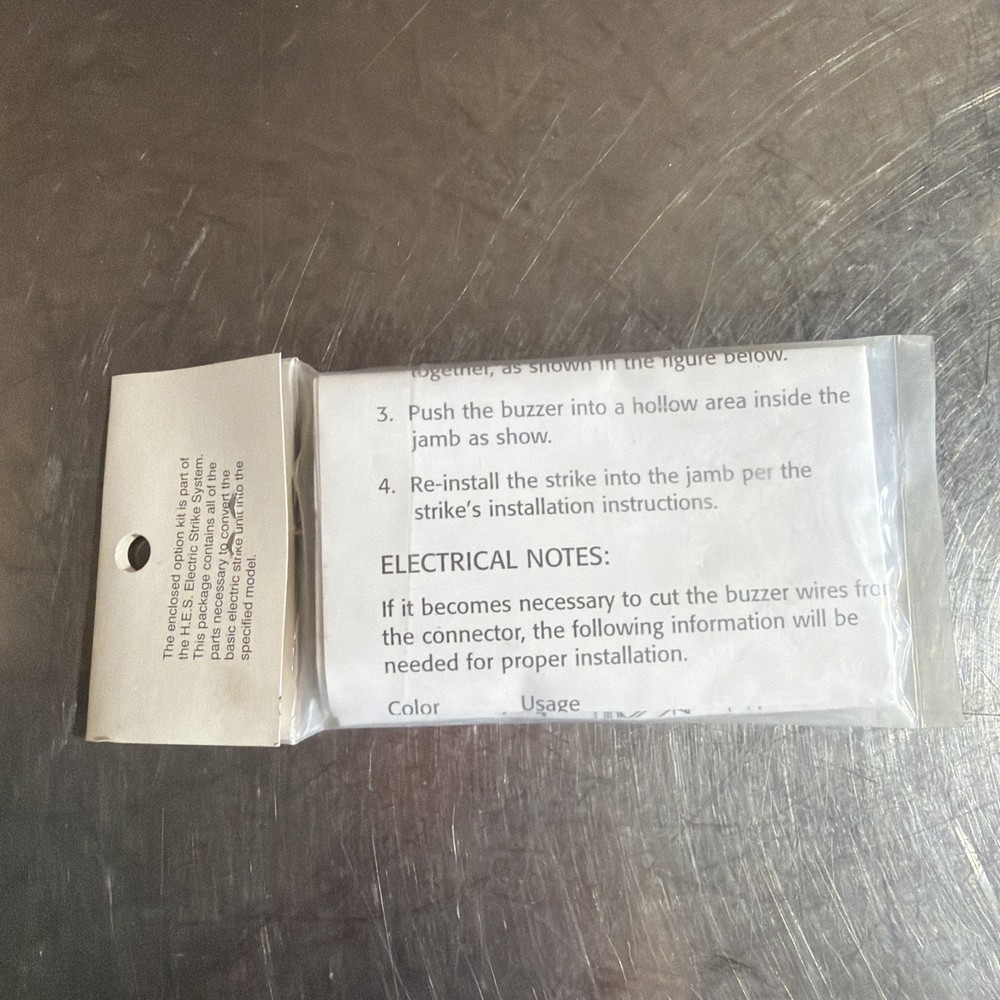 The enclosed option kit is part of
the H.E.S. Electric Strike System.
This package contains all of the
parts necessary to convert the
basic electric strike unit into the
specified model.
together, as shown in the figure below.
3. Push the buzzer into a hollow area inside the
jamb as show.
4. Re-install the strike into the jamb per the
strike's installation instructions.
ELECTRICAL NOTES:
If it becomes necessary to cut the buzzer wires from
the connector, the following information will be
needed for proper installation.
Color Usage